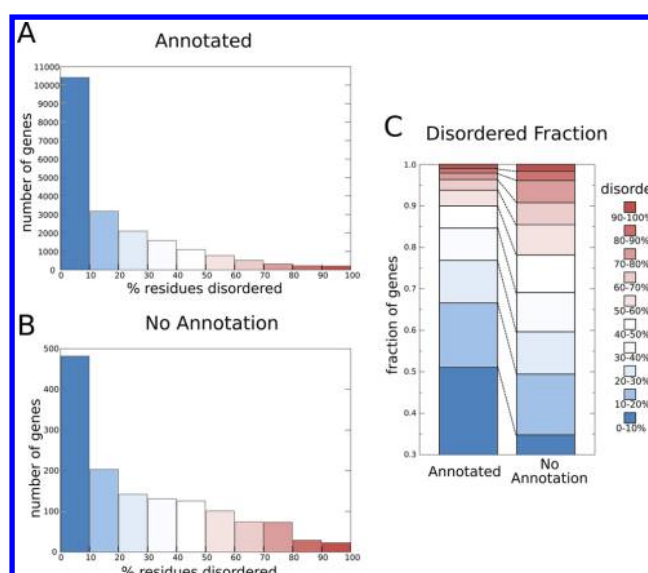 A
Annotated
number of genes
11000
10000
9000
8000
7000
6000
5000
4000
3000
2000
1000
0
0 10 20 30 40 50 60 70 80 90 100
% residues disordered
B
No Annotation
number of genes
500
400
300
200
100
0
0 10 20 30 40 50 60 70 80 90 100
% residues disordered
C
Disordered Fraction
fraction of genes
1.0
0.9
0.8
0.7
0.6
0.5
0.4
0.3
Annotated
No
Annotation
disorde
90-100%
80-90%
70-80%
60-70%
50-60%
40-50%
30-40%
20-30%
10-20%
0-10%